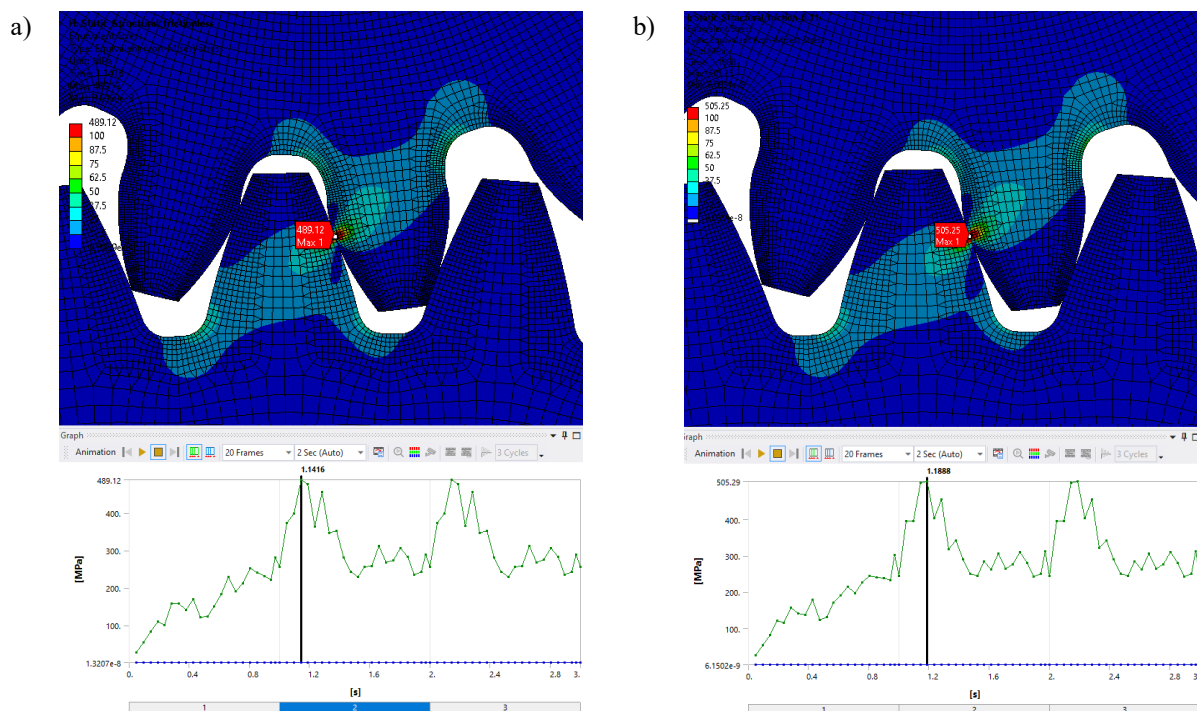 a)
489.12
100
87.5
75
62.5
50
37.5
489.12
Max 1
Graph
Animation
20 Frames
2 Sec (Auto)
3 Cycles
1.1416
489.12
400.
300.
200.
100.
1.3207e-8
[MPa]
0.
0.4
0.8
1.2
1.6
2.
2.4
2.8
3.
[s]
1
2
3
b)
505.25
100
87.5
75
62.5
50
37.5
e-8
505.25
Max 1
raph
Animation
20 Frames
2 Sec (Auto)
3 Cycles
1.1888
505.29
400.
300.
200.
100.
6.1502e-9
[MPa]
0.
0.4
0.8
1.2
1.6
2.
2.4
2.8
3.
[s]
1
2
3